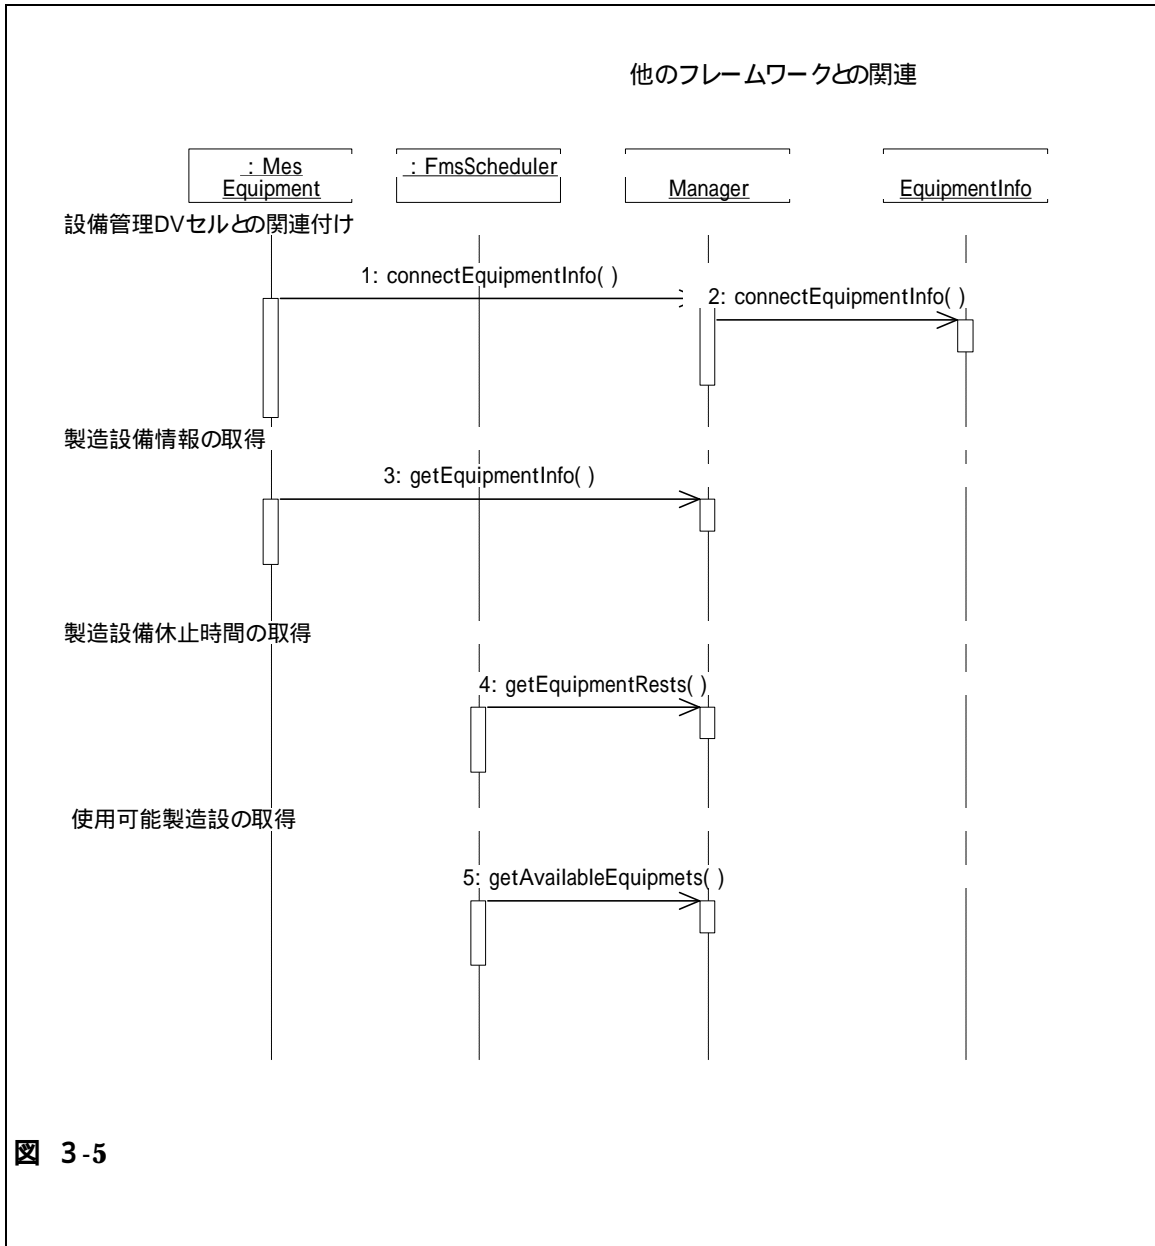 他のフレームワークとの関連
: Mes
Equipment
: FmsScheduler
Manager
EquipmentInfo
設備管理DVセルとの関連付け
1: connectEquipmentInfo( )
2: connectEquipmentInfo( )
製造設備情報の取得
3: getEquipmentInfo( )
製造設備休止時間の取得
4: getEquipmentRests( )
使用可能製造設の取得
5: getAvailableEquipmets( )
図 3-5